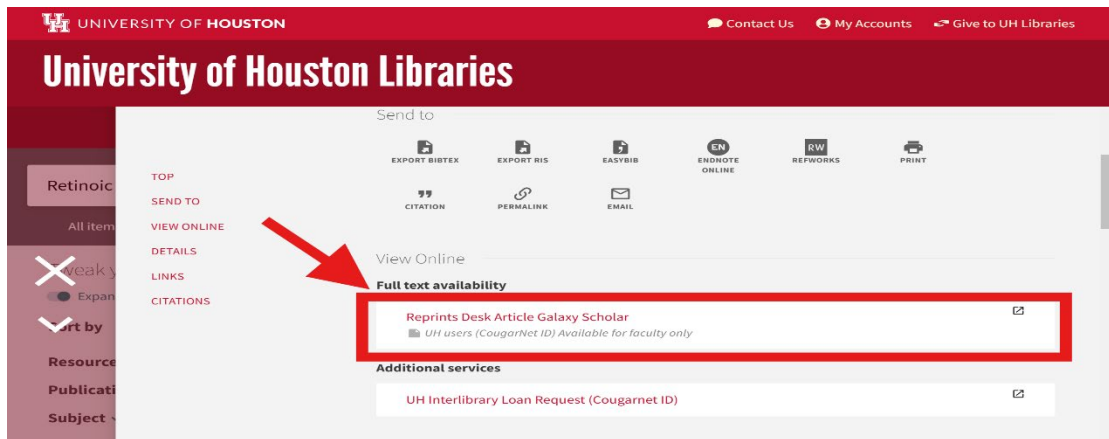 UNIVERSITY OF HOUSTON
Contact Us
My Accounts
Give to UH Libraries
University of Houston Libraries
Send to
EXPORT BIBTEX
EXPORT RIS
EASYBIB
EN
ENDNOTE
ONLINE
RW
REFWORKS
PRINT
CITATION
PERMALINK
EMAIL
Retinoic
All item
TOP
SEND TO
VIEW ONLINE
DETAILS
LINKS
CITATIONS
Expan
Sort by
Resource
Publicati
Subject
View Online
Full text availability
Reprints Desk Article Galaxy Scholar
UH users (CougarNet ID) Available for faculty only
Additional services
UH Interlibrary Loan Request (Cougarnet ID)